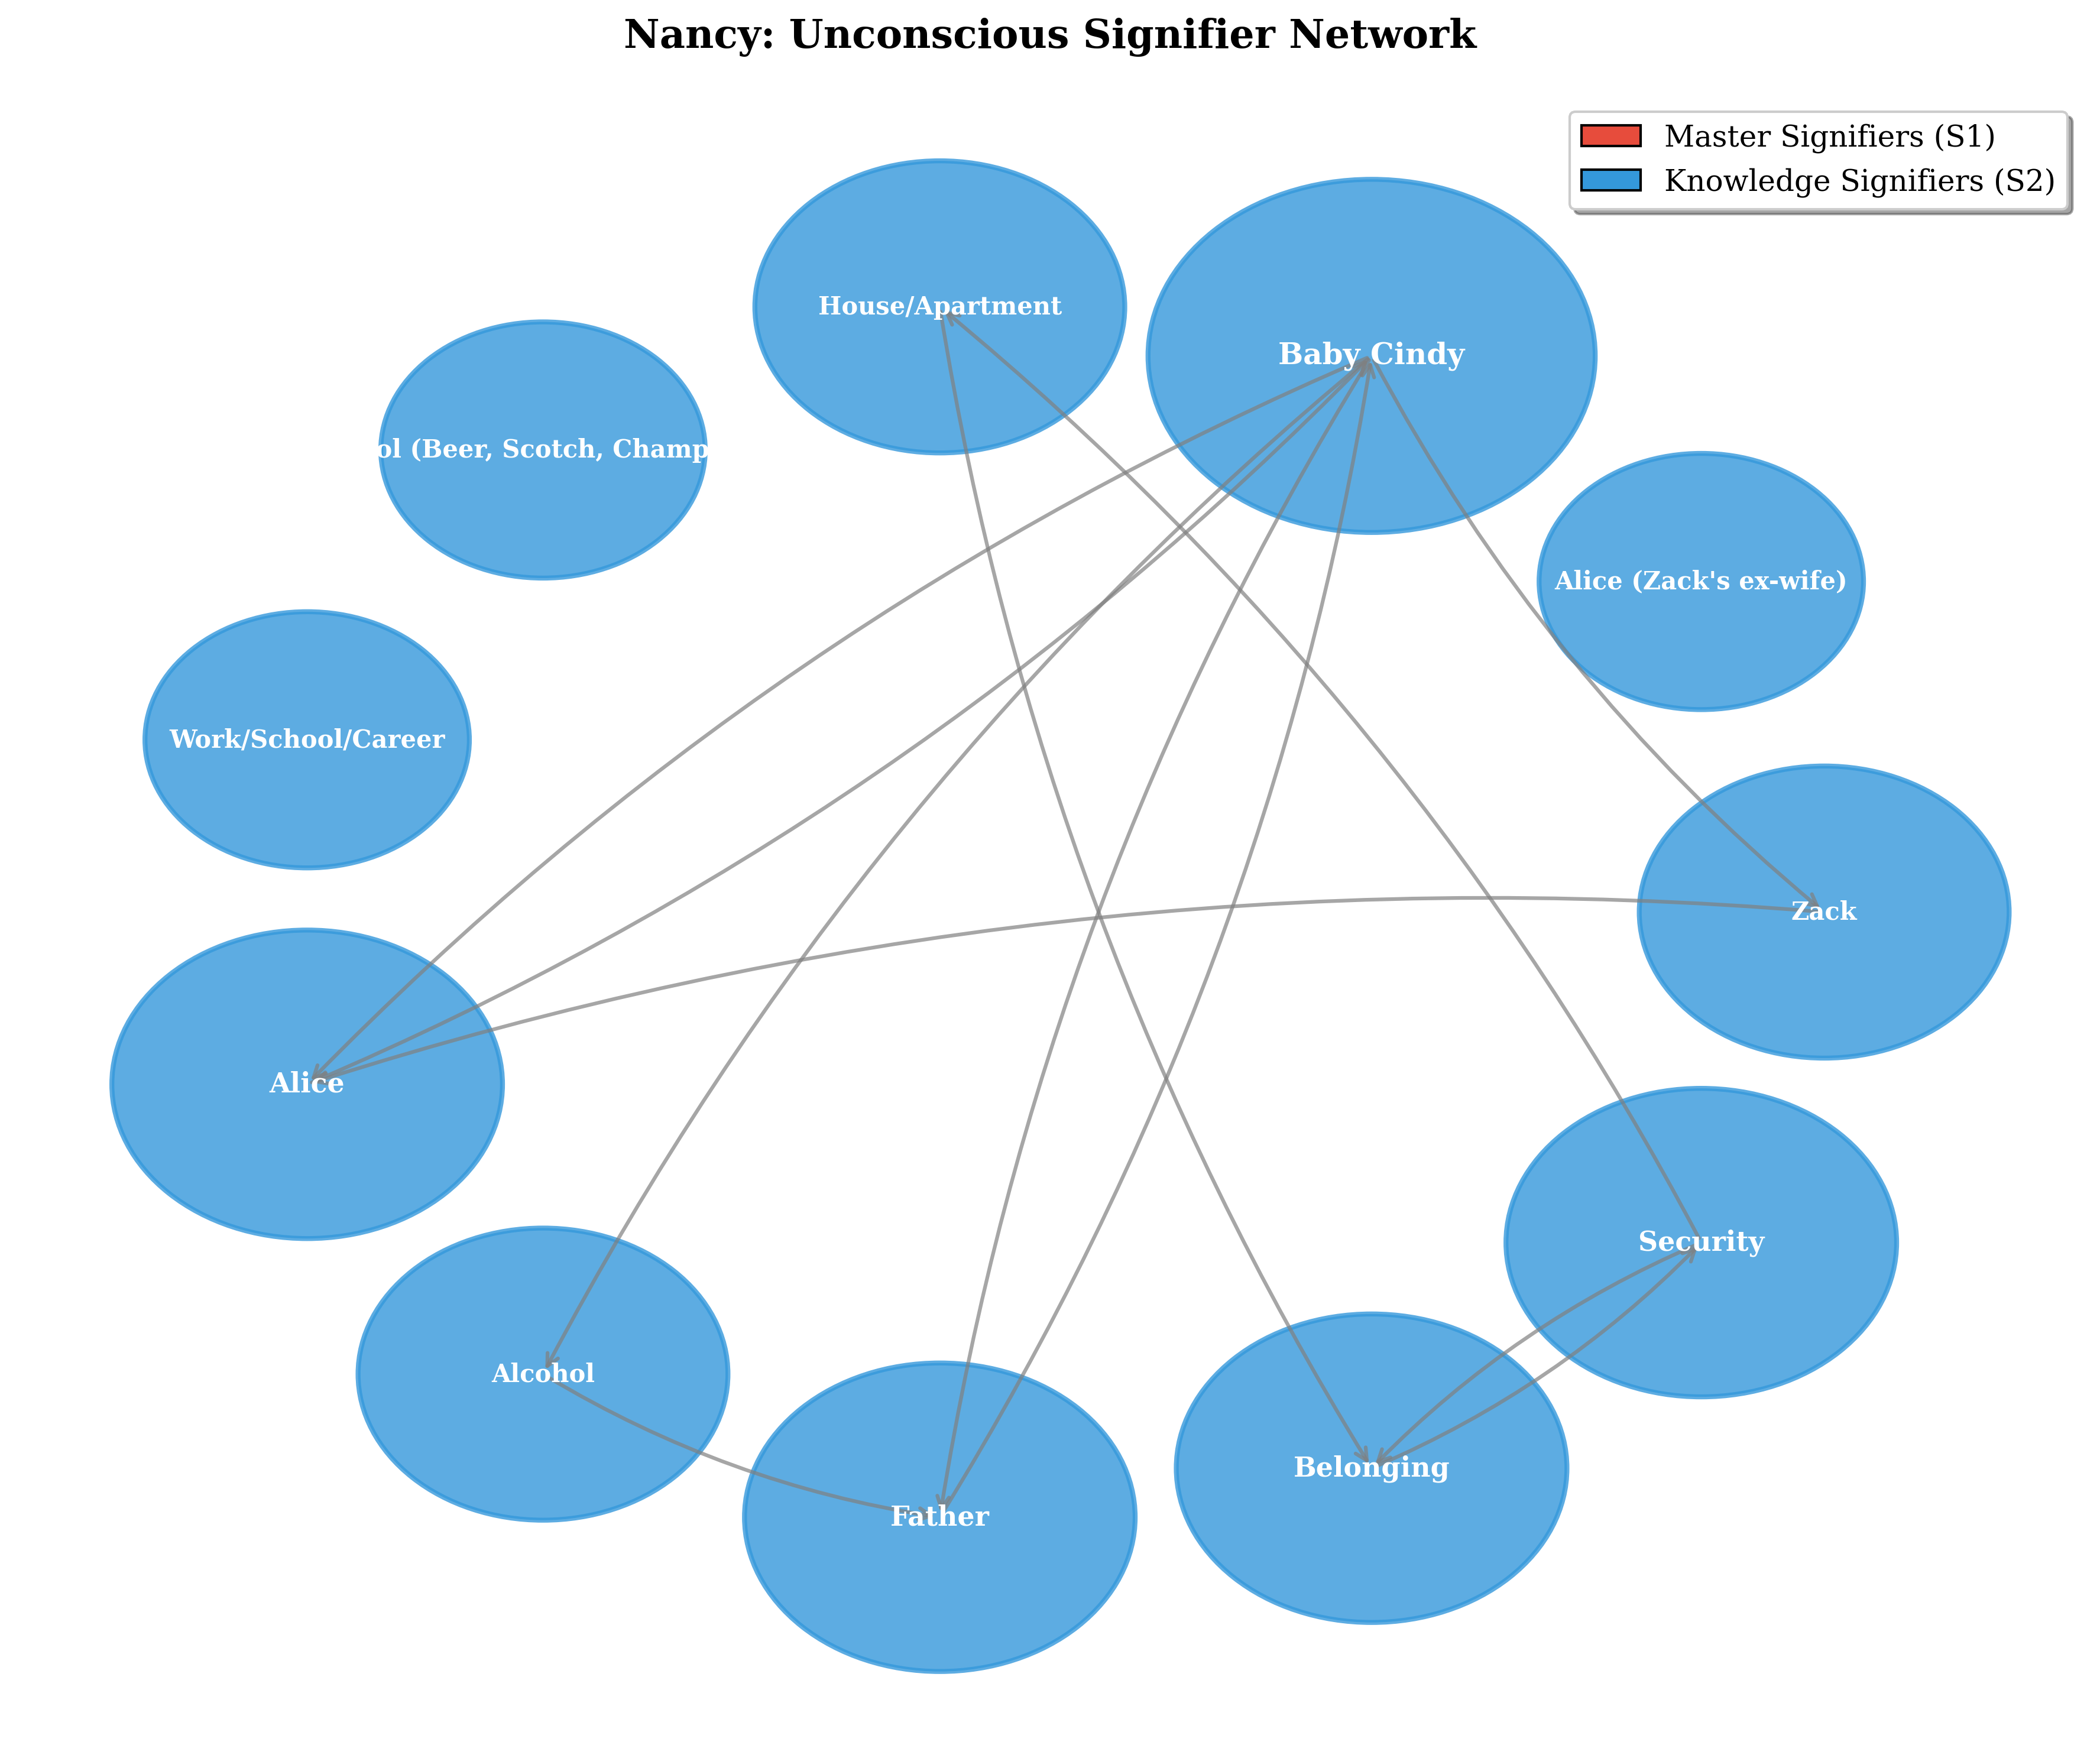 Nancy: Unconscious Signifier Network
Master Signifiers (S1)
Knowledge Signifiers (S2)
House/Apartment
Baby Cindy
ol (Beer, Scotch, Champ
Alice (Zack's ex-wife)
Work/School/Career
Zack
Alice
Security
Alcohol
Belonging
Father